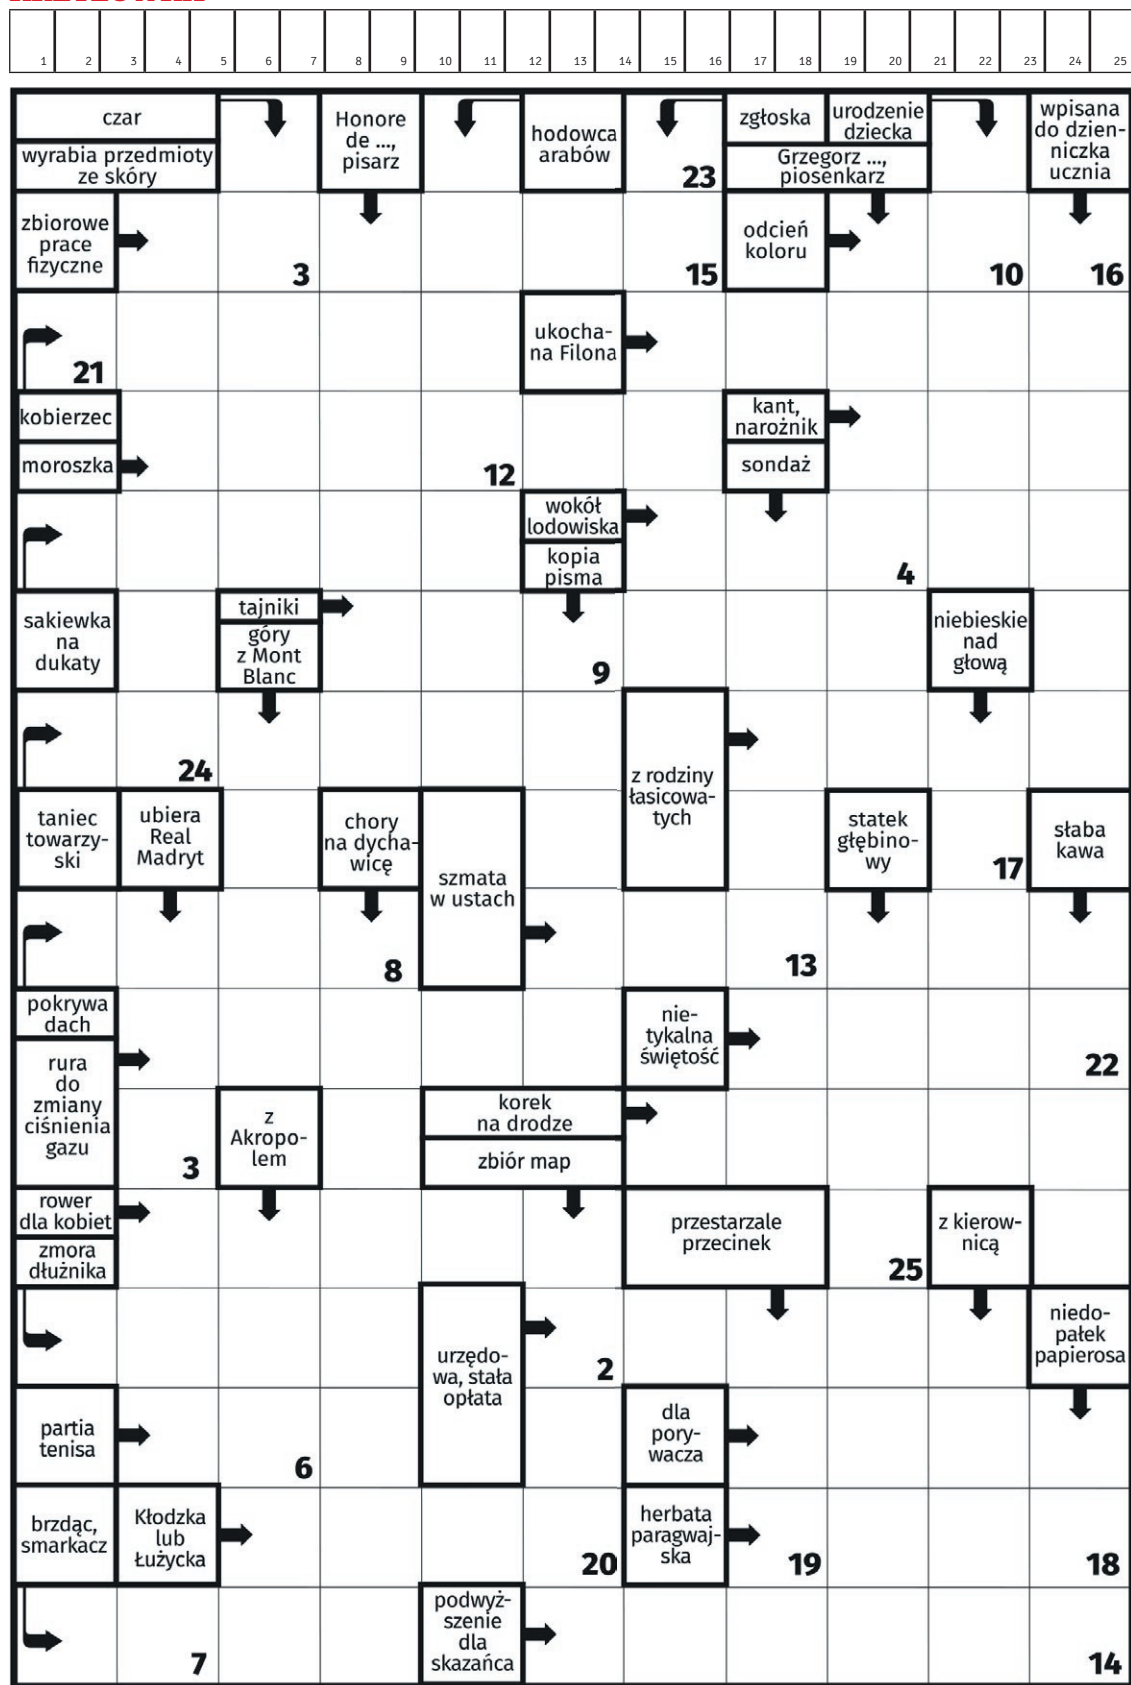 1 2 3 4 5 6 7 8 9 10 11 12 13 14 15 16 17 18 19 20 21 22 23 24 25
czar
wyrabia przedmioty
ze skóry
Honore
de ...,
pisarz
hodowca
arabów
23
zgłoska
urodzenie
dziecka
Grzegorz ...,
piosenkarz
wpisana
do dzien-
niczka
ucznia
zbiorowe
prace
fizyczne
3
15
odcień
koloru
10
16
21
ukocha-
na Filona
kobierzec
moroszka
12
kant,
narożnik
sondaż
wokół
lodowiska
kopia
pisma
4
sakiewka
na
dukaty
tajniki
góry
z Mont
Blanc
9
niebieskie
nad
głową
24
z rodziny
łasicowa-
tych
taniec
towarzy-
ski
ubiera
Real
Madryt
chory
na dycha-
wicę
szmata
w ustach
statek
głębino-
wy
17
słaba
kawa
8
13
pokrywa
dach
rura
do
zmiany
ciśnienia
gazu
nie-
tykalna
świętość
22
3
z
Akropo-
lem
korek
na drodze
zbiór map
rower
dla kobiet
zmora
dłużnika
przestarzale
przecinek
25
z kierow-
nicą
urzędo-
wa, stała
opłata
2
niedo-
pałek
papierosa
partia
tenisa
6
dla
pory-
wacza
brzdąc,
smarkacz
Kłodzka
lub
Łużycka
20
herbata
paragwaj-
ska
19
18
7
podwyż-
szenie
dla
skazańca
14